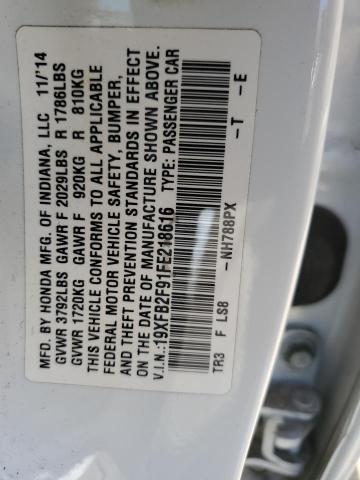 MFD. BY HONDA MFG. OF INDIANA, LLC 11/'14
GVWR 3792LBS GAWR F 2029LBS R 1786LBS
GVWR 1720KG GAWR F 920KG R 810KG
THIS VEHICLE CONFORMS TO ALL APPLICABLE
FEDERAL MOTOR VEHICLE SAFETY, BUMPER,
AND THEFT PREVENTION STANDARDS IN EFFECT
ON THE DATE OF MANUFACTURE SHOWN ABOVE.
V.I.N.:19XFB2F91FE218616 TYPE: PASSENGER CAR
-NH788PX -T -E
TR3 F LS8